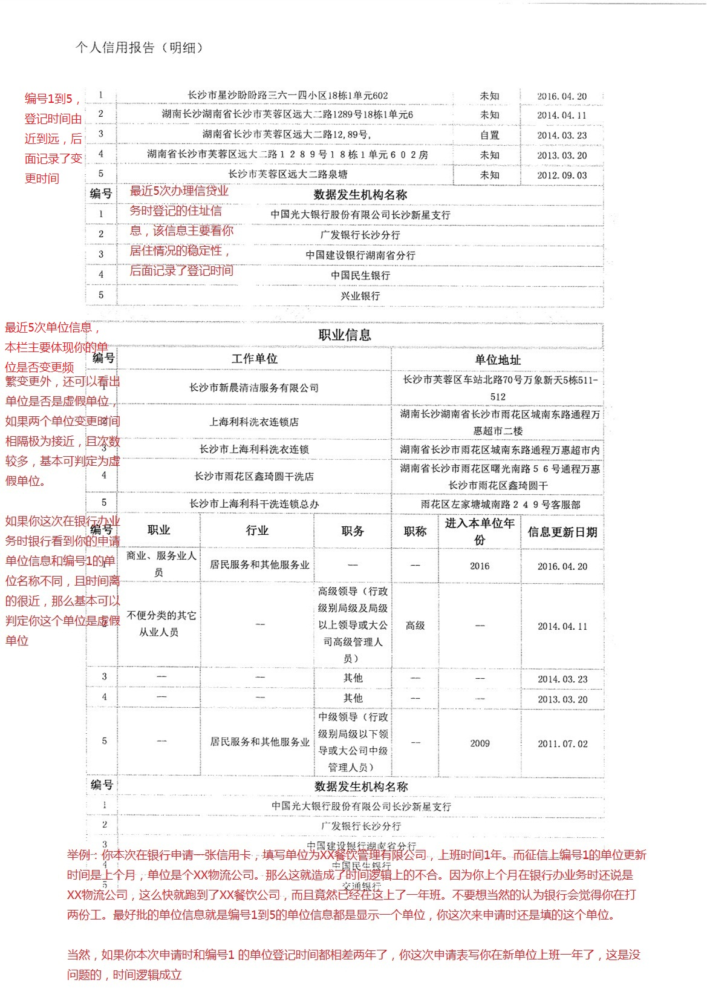 个人信用报告（明细）
编号1到5，
登记时间由
近到远，后
面记录了变
更时间
1 长沙市星沙盼盼路三六一四小区18栋1单元602 未知 2016.04.20
2 湖南长沙湖南省长沙市芙蓉区远大二路1289号18栋1单元6 未知 2014.04.11
3 湖南省长沙市芙蓉区远大二路12,89号, 自置 2014.03.23
4 湖南省长沙市芙蓉区远大二路１２８９号１８栋１单元６０２房 未知 2013.03.20
5 长沙市芙蓉区远大二路泉塘 未知 2012.09.03
编号 数据发生机构名称
1 中国光大银行股份有限公司长沙新星支行
2 广发银行长沙分行
3 中国建设银行湖南省分行
4 中国民生银行
5 兴业银行
最近5次办理信贷业
务时登记的住址信
息，该信息主要看你
居住情况的稳定性，
后面记录了登记时间
最近5次单位信息，
本栏主要体现你的单
位是否变更频
繁变更外，还可以看出
单位是否是虚假单位，
如果两个单位变更时间
相隔极为接近，且次数
较多，基本可判定为虚
假单位。
职业信息
编号 工作单位 单位地址
1 长沙市新晨清洁服务有限公司 长沙市芙蓉区车站北路70号万象新天5栋511-
512
2 上海利科洗衣连锁店 湖南长沙湖南省长沙市雨花区城南东路通程万
惠超市二楼
3 长沙市上海利科洗衣连锁 湖南省长沙市雨花区城南东路通程万惠超市内
4 长沙市雨花区鑫琦圆干洗店 湖南省长沙市雨花区曙光南路５６号通程万惠
长沙市雨花区鑫琦圆干
5 长沙市上海利科干洗连锁总办 雨花区左家塘城南路２４９号客服部
如果你这次在银行办业
务时银行看到你的申请
单位信息和编号1的单
位名称不同，且时间离
的很近，那么基本可以
判定你这个单位是虚假
单位
编号 职业 行业 职务 职称 进入本单位年
份 信息更新日期
1 商业、服务业人
员 居民服务和其他服务业 -- -- 2016 2016.04.20
2 不便分类的其它
从业人员 -- 高级领导（行政
级别局级及局级
以上领导或大公
司高级管理人
员） 高级 -- 2014.04.11
3 -- -- 其他 -- -- 2014.03.23
4 -- -- 其他 -- -- 2013.03.20
5 -- 居民服务和其他服务业 中级领导（行政
级别局级以下领
导或大公司中级
管理人员） -- 2009 2011.07.02
编号 数据发生机构名称
1 中国光大银行股份有限公司长沙新星支行
2 广发银行长沙分行
3 中国建设银行湖南省分行
4 中国民生银行
5 交通银行
举例：你本次在银行申请一张信用卡，填写单位为XX餐饮管理有限公司，上班时间1年。而征信上编号1的单位更新
时间是上个月，单位是个XX物流公司。那么这就造成了时间逻辑上的不合。因为你上个月在银行办业务时还说是
XX物流公司，这么快就跑到了XX餐饮公司，而且竟然已经在这上了一年班。不要想当然的认为银行会觉得你在打
两份工。最好批的单位信息就是编号1到5的单位信息都是显示一个单位，你这次来申请时还是填的这个单位。
当然，如果你本次申请时和编号1 的单位登记时间都相差两年了，你这次申请表写你在新单位上班一年了，这是没
问题的，时间逻辑成立